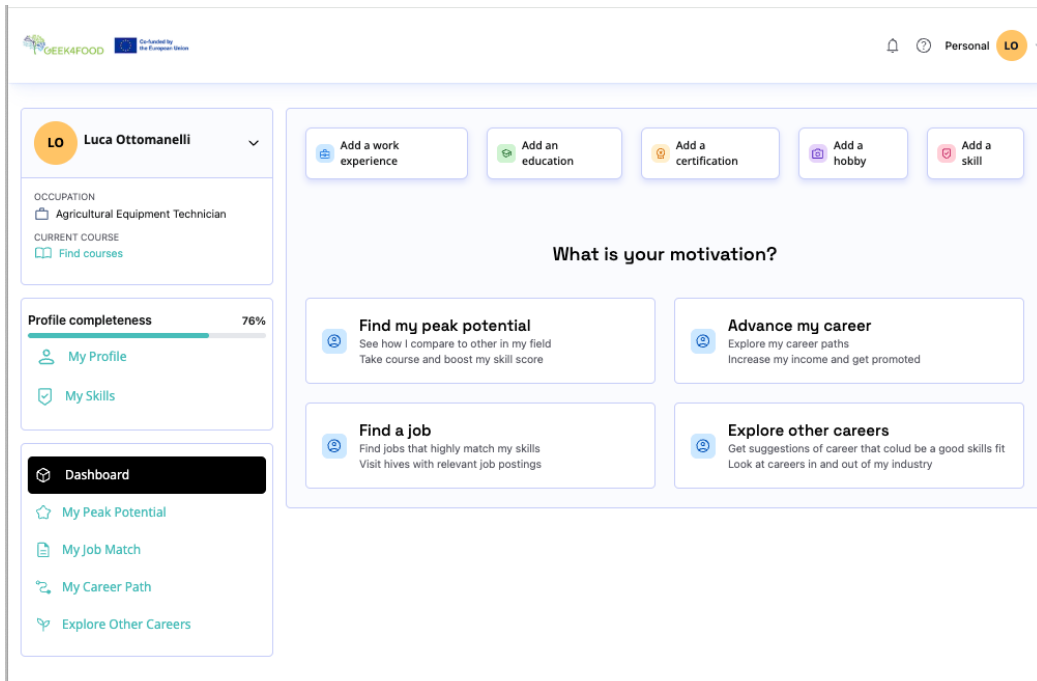 GEEK4FOOD
Co-funded by
the European Union
Personal
LO
LO
Luca Ottomanelli
OCCUPATION
Agricultural Equipment Technician
CURRENT COURSE
Find courses
Profile completeness
76%
My Profile
My Skills
Dashboard
My Peak Potential
My Job Match
My Career Path
Explore Other Careers
Add a work
experience
Add an
education
Add a
certification
Add a
hobby
Add a
skill
What is your motivation?
Find my peak potential
See how I compare to other in my field
Take course and boost my skill score
Advance my career
Explore my career paths
Increase my income and get promoted
Find a job
Find jobs that highly match my skills
Visit hives with relevant job postings
Explore other careers
Get suggestions of career that colud be a good skills fit
Look at careers in and out of my industry